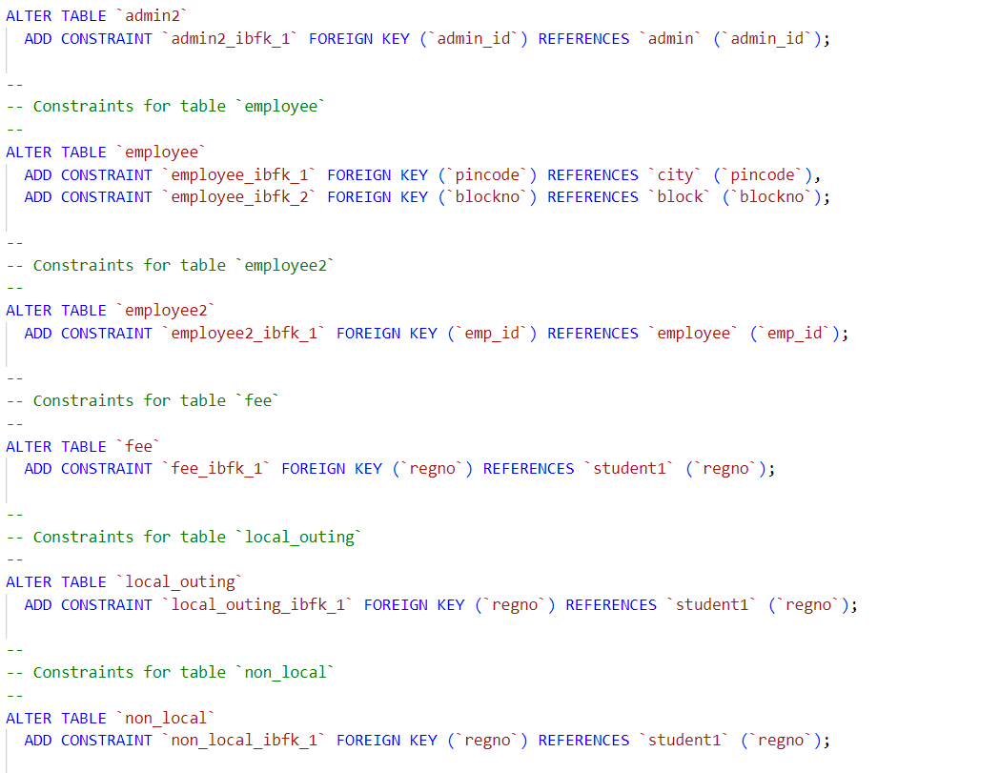 ALTER TABLE `admin2`
  ADD CONSTRAINT `admin2_ibfk_1` FOREIGN KEY (`admin_id`) REFERENCES `admin` (`admin_id`);
--
-- Constraints for table `employee`
--
ALTER TABLE `employee`
  ADD CONSTRAINT `employee_ibfk_1` FOREIGN KEY (`pincode`) REFERENCES `city` (`pincode`),
  ADD CONSTRAINT `employee_ibfk_2` FOREIGN KEY (`blockno`) REFERENCES `block` (`blockno`);
--
-- Constraints for table `employee2`
--
ALTER TABLE `employee2`
  ADD CONSTRAINT `employee2_ibfk_1` FOREIGN KEY (`emp_id`) REFERENCES `employee` (`emp_id`);
--
-- Constraints for table `fee`
--
ALTER TABLE `fee`
  ADD CONSTRAINT `fee_ibfk_1` FOREIGN KEY (`regno`) REFERENCES `student1` (`regno`);
--
-- Constraints for table `local_outing`
--
ALTER TABLE `local_outing`
  ADD CONSTRAINT `local_outing_ibfk_1` FOREIGN KEY (`regno`) REFERENCES `student1` (`regno`);
--
-- Constraints for table `non_local`
--
ALTER TABLE `non_local`
  ADD CONSTRAINT `non_local_ibfk_1` FOREIGN KEY (`regno`) REFERENCES `student1` (`regno`);